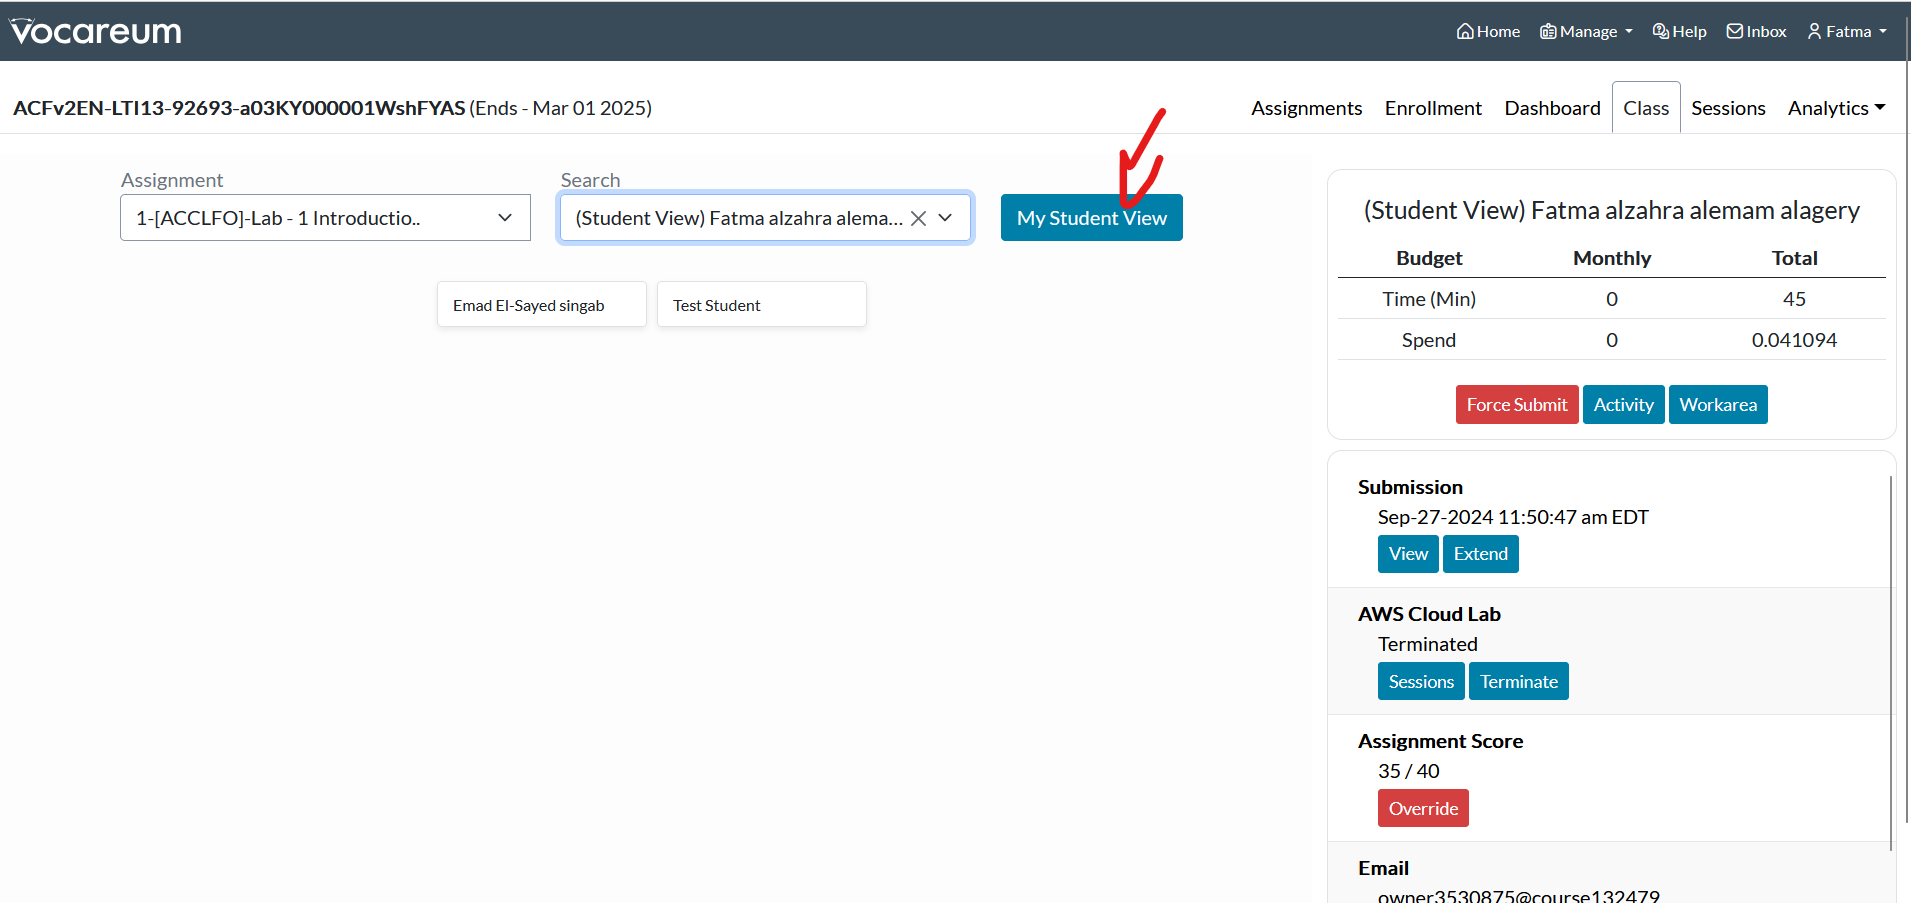 Vocareum
Home Manage Help Inbox Fatma
ACFv2EN-LTI13-92693-a03KY000001WshFYAS (Ends - Mar 01 2025)
Assignments Enrollment Dashboard Class Sessions Analytics
Assignment
1-[ACCLFO]-Lab - 1 Introductio..
Search
(Student View) Fatma alzahra alema...
My Student View
Emad El-Sayed singab
Test Student
(Student View) Fatma alzahra alemam alagery
Budget Monthly Total
Time (Min) 0 45
Spend 0 0.041094
Force Submit Activity Workarea
Submission
Sep-27-2024 11:50:47 am EDT
View Extend
AWS Cloud Lab
Terminated
Sessions Terminate
Assignment Score
35 / 40
Override
Email
owner3530875@course132479